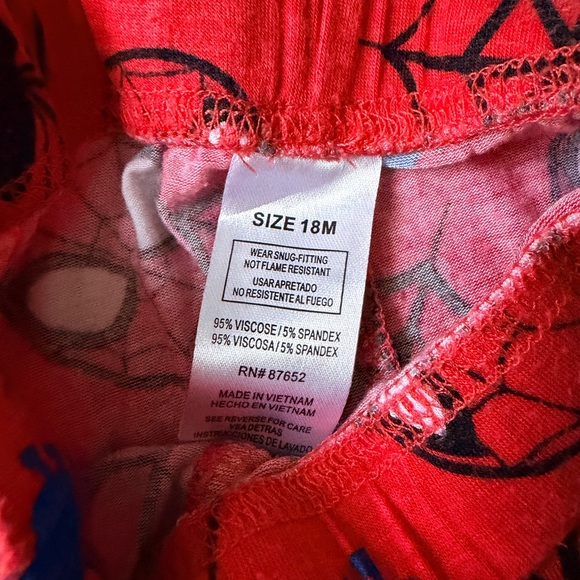 SIZE 18M
WEAR SNUG-FITTING
NOT FLAME RESISTANT
USAR APRETADO
NO RESISTENTE AL FUEGO
95% VISCOSE / 5% SPANDEX
95% VISCOSA / 5% SPANDEX
RN# 87652
MADE IN VIETNAM
HECHO EN VIETNAM
SEE REVERSE FOR CARE
VEA DETRAS
INSTRUCCIONES DE LAVADO